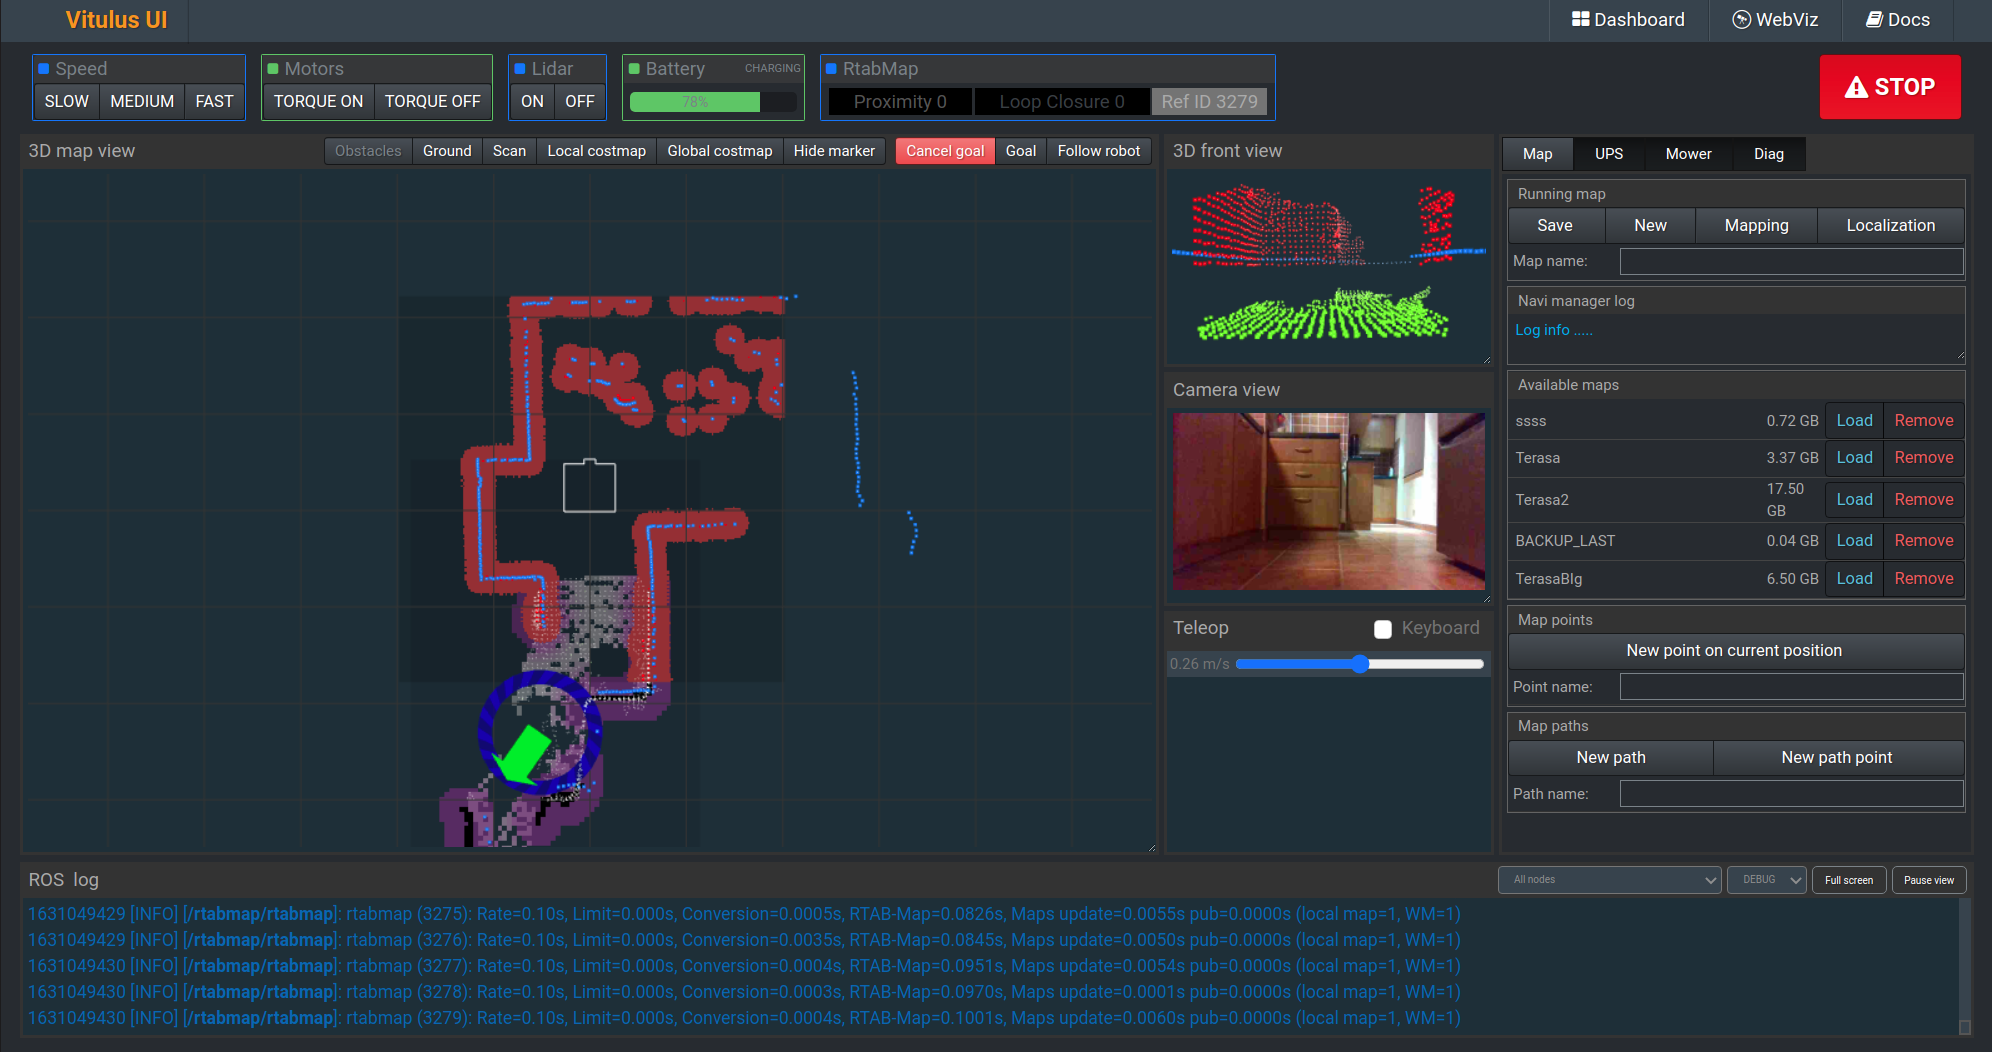 Vitulus UI
Dashboard
WebViz
Docs
Speed
SLOW MEDIUM FAST
Motors
TORQUE ON TORQUE OFF
Lidar
ON OFF
Battery CHARGING
78%
RtabMap
Proximity 0 Loop Closure 0 Ref ID 3279
STOP
3D map view
Obstacles Ground Scan Local costmap Global costmap Hide marker Cancel goal Goal Follow robot
3D front view
Camera view
Teleop Keyboard
0.26 m/s
Map UPS Mower Diag
Running map
Save New Mapping Localization
Map name:
Navi manager log
Log info .....
Available maps
ssss 0.72 GB Load Remove
Terasa 3.37 GB Load Remove
Terasa2 17.50 GB Load Remove
BACKUP_LAST 0.04 GB Load Remove
TerasaBIg 6.50 GB Load Remove
Map points
New point on current position
Point name:
Map paths
New path New path point
Path name:
ROS log
All nodes DEBUG Full screen Pause view
1631049429 [INFO] [/rtabmap/rtabmap]: rtabmap (3275): Rate=0.10s, Limit=0.000s, Conversion=0.0005s, RTAB-Map=0.0826s, Maps update=0.0055s pub=0.0000s (local map=1, WM=1)
1631049429 [INFO] [/rtabmap/rtabmap]: rtabmap (3276): Rate=0.10s, Limit=0.000s, Conversion=0.0035s, RTAB-Map=0.0845s, Maps update=0.0050s pub=0.0000s (local map=1, WM=1)
1631049430 [INFO] [/rtabmap/rtabmap]: rtabmap (3277): Rate=0.10s, Limit=0.000s, Conversion=0.0004s, RTAB-Map=0.0951s, Maps update=0.0054s pub=0.0000s (local map=1, WM=1)
1631049430 [INFO] [/rtabmap/rtabmap]: rtabmap (3278): Rate=0.10s, Limit=0.000s, Conversion=0.0003s, RTAB-Map=0.0970s, Maps update=0.0001s pub=0.0000s (local map=1, WM=1)
1631049430 [INFO] [/rtabmap/rtabmap]: rtabmap (3279): Rate=0.10s, Limit=0.000s, Conversion=0.0004s, RTAB-Map=0.1001s, Maps update=0.0060s pub=0.0000s (local map=1, WM=1)